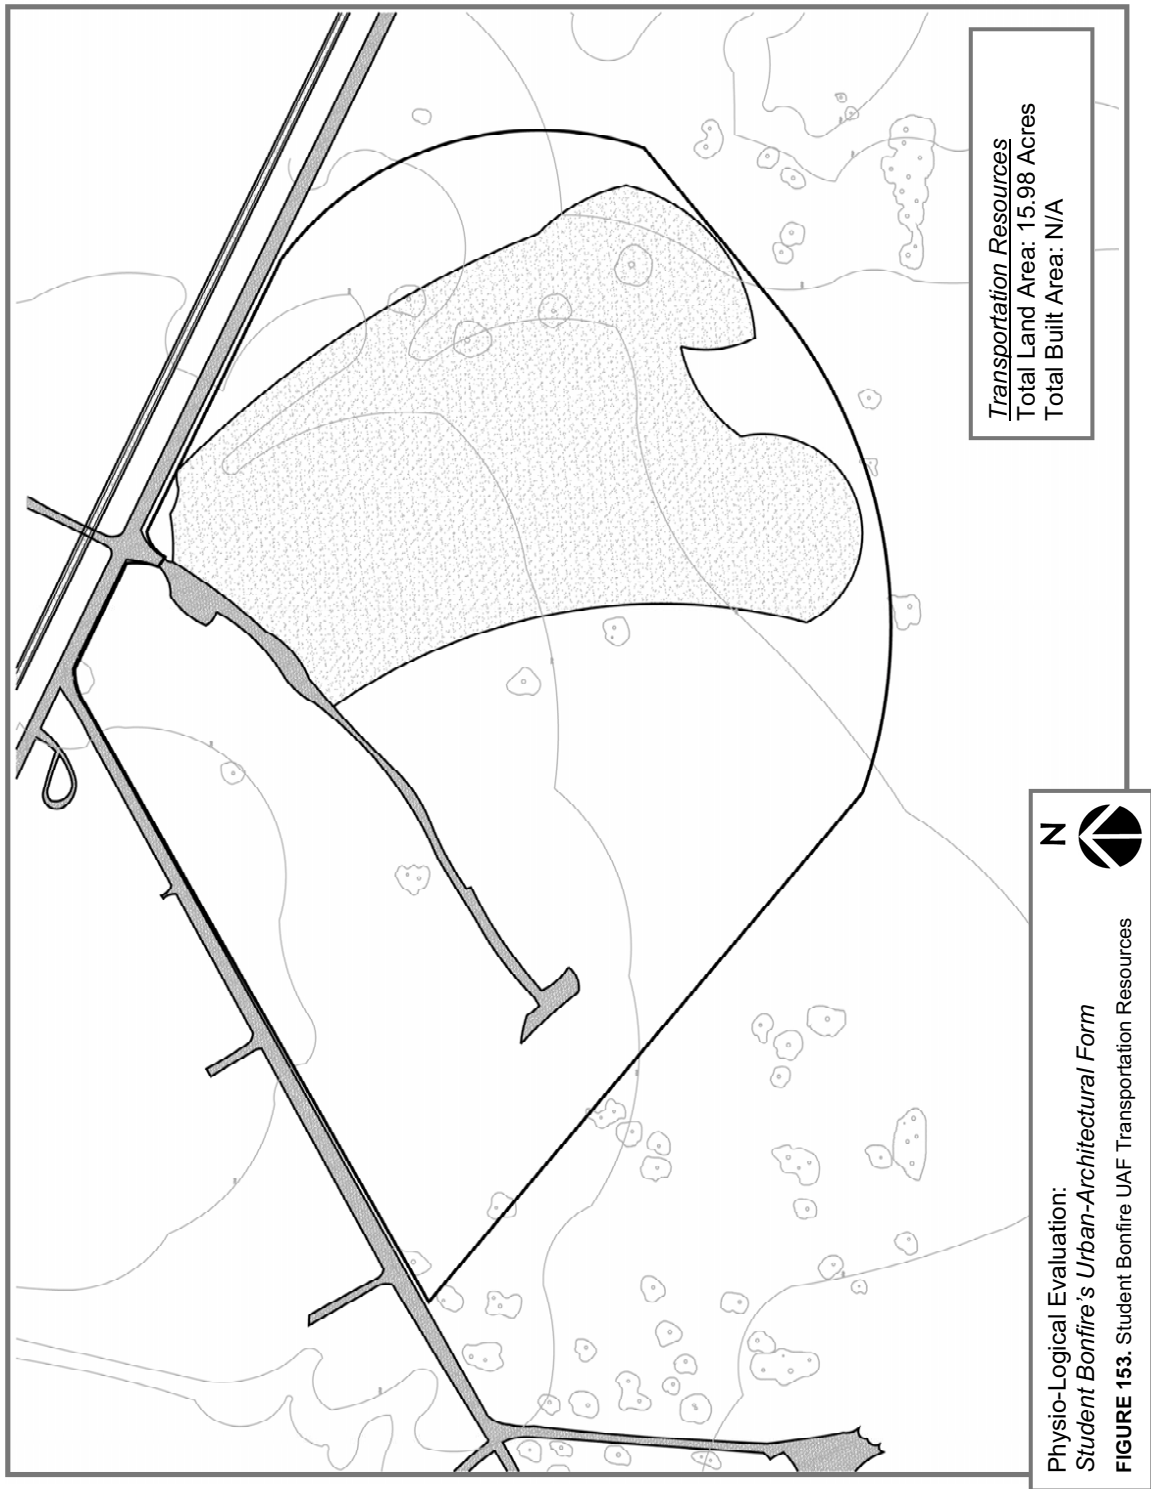 Transportation Resources
Total Land Area: 15.98 Acres
Total Built Area: N/A
N
Physio-Logical Evaluation:
Student Bonfire's Urban-Architectural Form
FIGURE 153. Student Bonfire UAF Transportation Resources